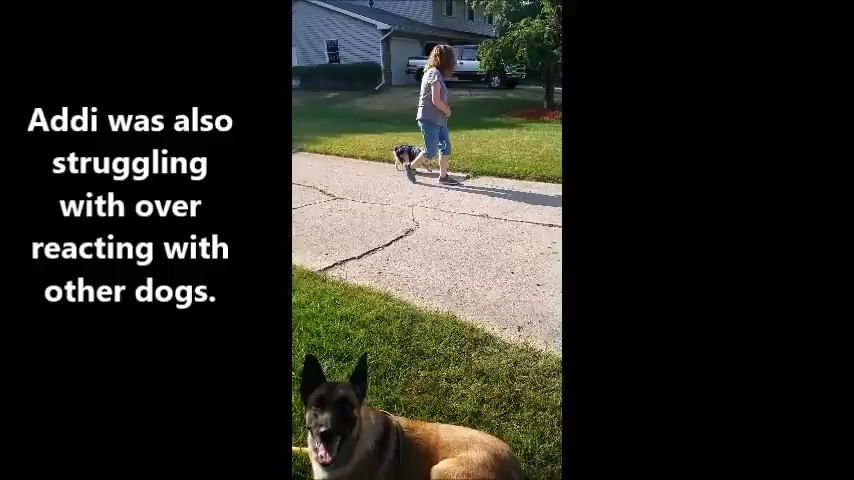 Addi was also
struggling
with over
reacting with
other dogs.